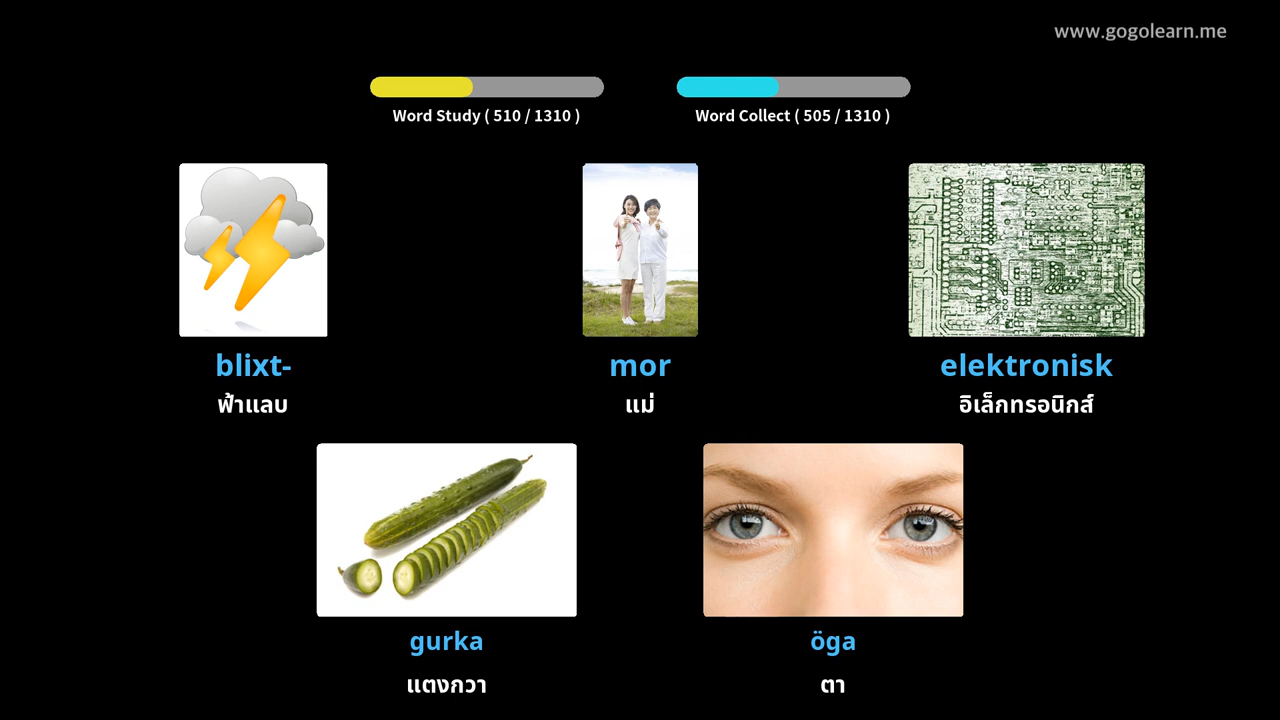 www.gogolearn.me
Word Study ( 510 / 1310 )
Word Collect ( 505 / 1310 )
blixt-
mor
elektronisk
ฟ้าแลบ
แม่
อิเล็กทรอนิกส์
gurka
öga
แตงกวา
ตา